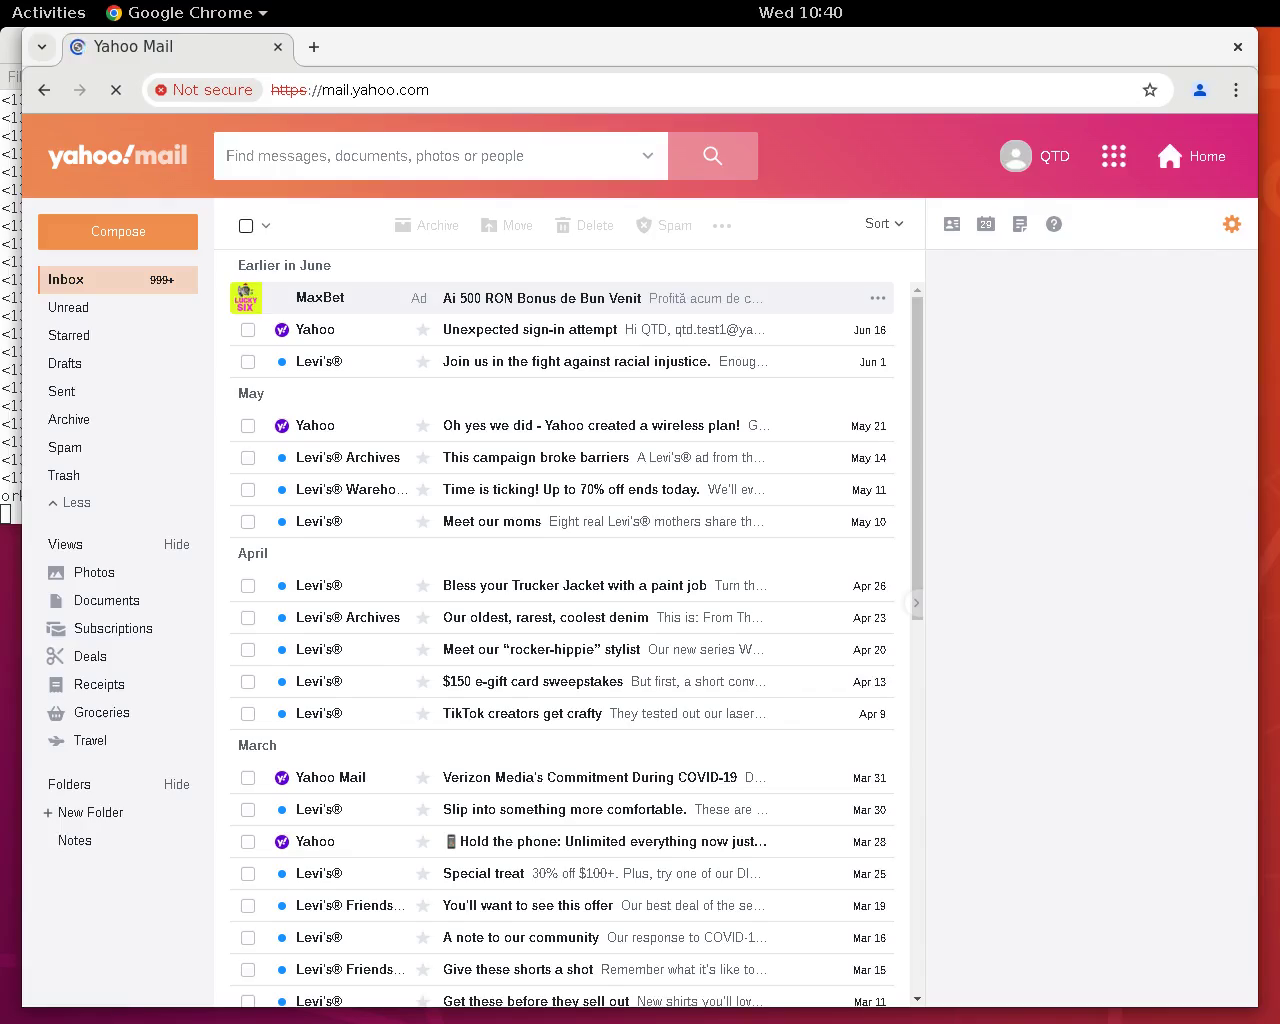 Activities
Google Chrome
Wed 10:40
Yahoo Mail
Not secure
https://mail.yahoo.com
yahoo!mail
Find messages, documents, photos or people
QTD
Home
Compose
Archive
Move
Delete
Spam
Sort
29
Inbox 999+
Unread
Starred
Drafts
Sent
Archive
Spam
Trash
Less
Views Hide
Photos
Documents
Subscriptions
Deals
Receipts
Groceries
Travel
Folders Hide
+ New Folder
Notes
Earlier in June
LUCKY SIX
MaxBet Ad Ai 500 RON Bonus de Bun Venit Profită acum de c...
Yahoo Unexpected sign-in attempt Hi QTD, qtd.test1@ya... Jun 16
Levi's® Join us in the fight against racial injustice. Enoug... Jun 1
May
Yahoo Oh yes we did - Yahoo created a wireless plan! G... May 21
Levi's® Archives This campaign broke barriers A Levi's® ad from th... May 14
Levi's® Wareho... Time is ticking! Up to 70% off ends today. We'll ev... May 11
Levi's® Meet our moms Eight real Levi's® mothers share th... May 10
April
Levi's® Bless your Trucker Jacket with a paint job Turn th... Apr 26
Levi's® Archives Our oldest, rarest, coolest denim This is: From Th... Apr 23
Levi's® Meet our “rocker-hippie” stylist Our new series W... Apr 20
Levi's® $150 e-gift card sweepstakes But first, a short conv... Apr 13
Levi's® TikTok creators get crafty They tested out our laser... Apr 9
March
Yahoo Mail Verizon Media's Commitment During COVID-19 D... Mar 31
Levi's® Slip into something more comfortable. These are ... Mar 30
Yahoo Hold the phone: Unlimited everything now just... Mar 28
Levi's® Special treat 30% off $100+. Plus, try one of our DI... Mar 25
Levi's® Friends... You'll want to see this offer Our best deal of the se... Mar 19
Levi's® A note to our community Our response to COVID-1... Mar 16
Levi's® Friends... Give these shorts a shot Remember what it's like to... Mar 15
Levi's® Get these before they sell out New shirts you'll lov... Mar 11